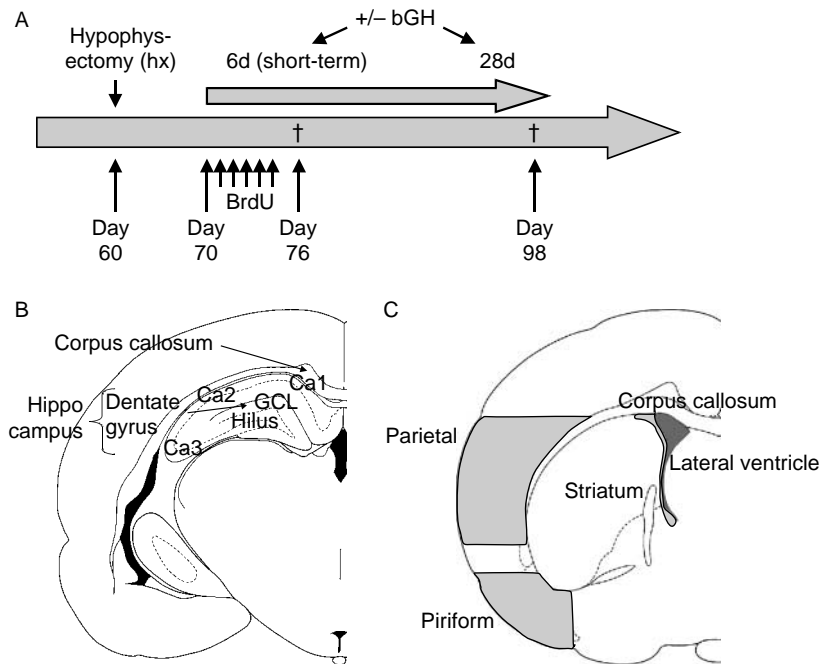 A
+/– bGH
Hypophys-
ectomy (hx)
6d (short-term)
28d
†
†
BrdU
Day
60
Day
70
Day
76
Day
98
B
Corpus callosum
Hippo
campus
Dentate
gyrus
Ca1
Ca2
GCL
Hilus
Ca3
C
Corpus callosum
Parietal
Lateral ventricle
Striatum
Piriform